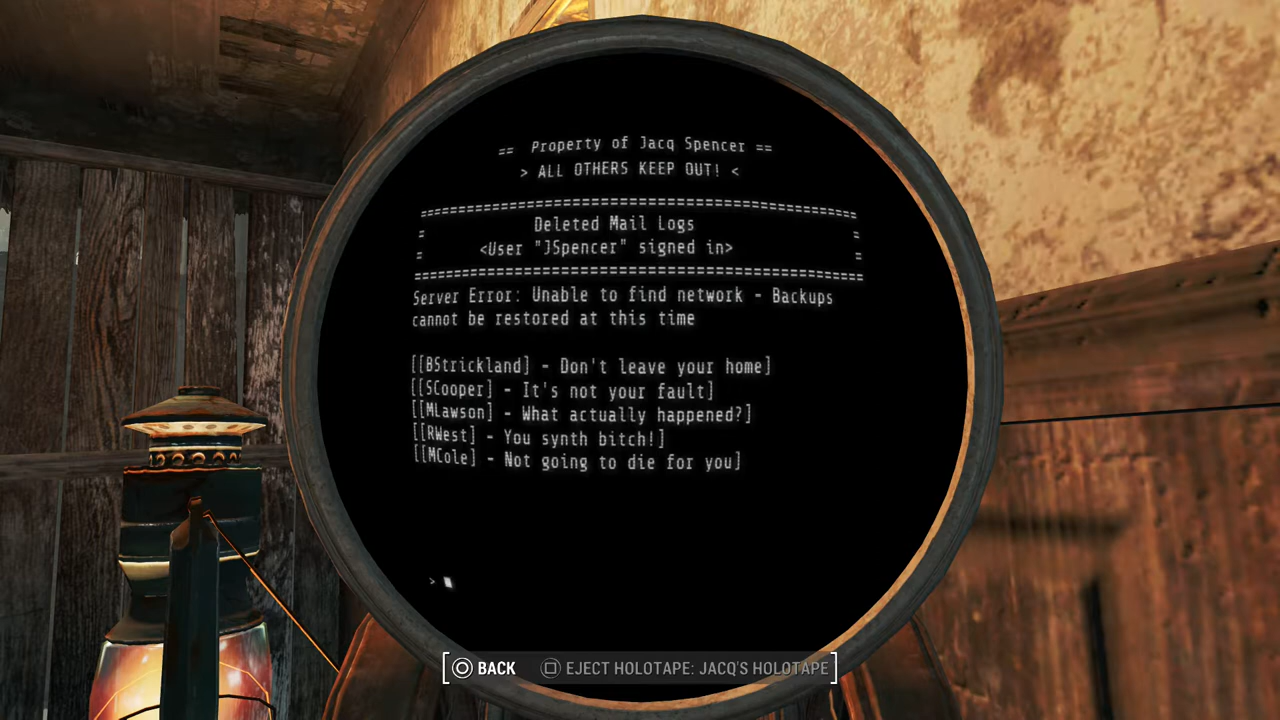 == Property of Jacq Spencer ==
> ALL OTHERS KEEP OUT! <
=============================================
= Deleted Mail Logs =
= <User "JSpencer" signed in> =
=============================================
Server Error: Unable to find network - Backups
cannot be restored at this time
[[BStrickland] - Don't leave your home]
[[SCooper] - It's not your fault]
[[MLawson] - What actually happened?]
[[RWest] - You synth bitch!]
[[MCole] - Not going to die for you]
>
BACK EJECT HOLOTAPE: JACQ'S HOLOTAPE